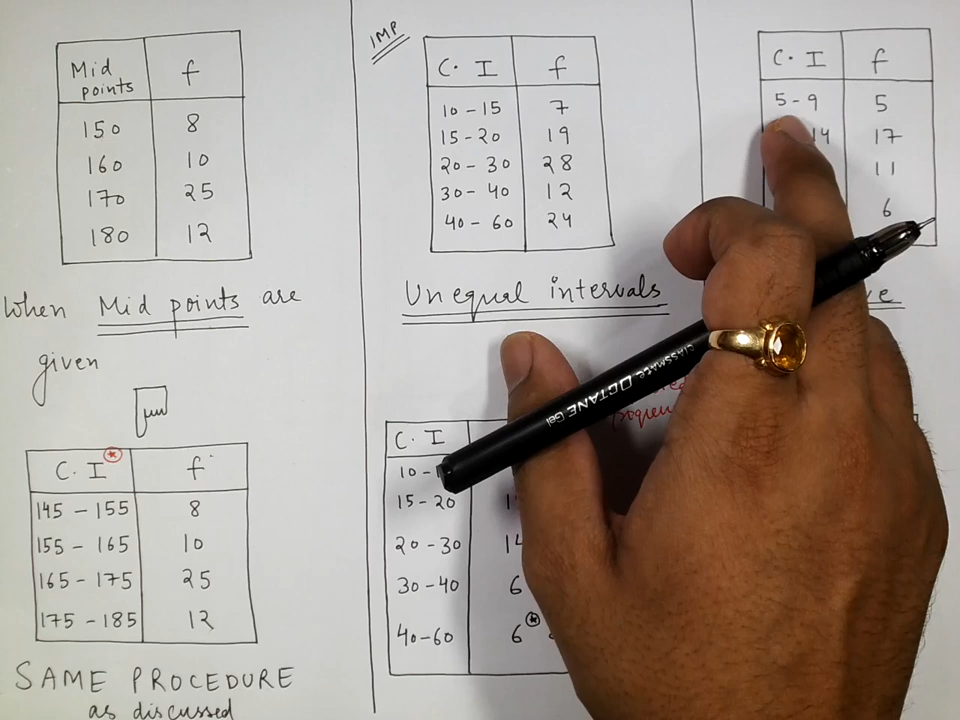 Mid points f
150 8
160 10
170 25
180 12
When Mid points are
given
C.I f
145 - 155 8
155 - 165 10
165 - 175 25
175 - 185 12
SAME PROCEDURE
as discussed
IMP
C.I f
10 - 15 7
15 - 20 19
20 - 30 28
30 - 40 12
40 - 60 24
Unequal intervals
C.I
10 -
15 - 20
20 - 30 14
30 - 40 6
40 - 60 6
classmate OCTANE Gel
C.I f
5 - 9 5
14 17
11
6